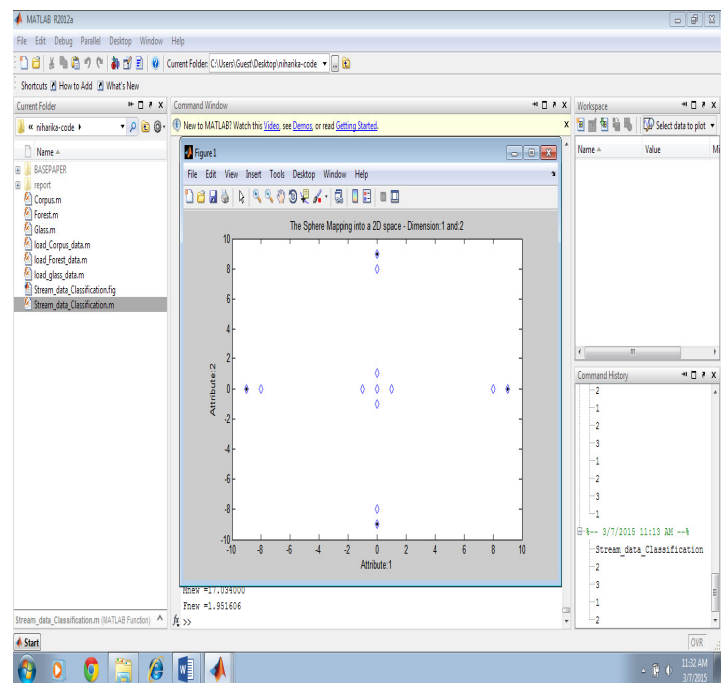 MATLAB R2012a
File Edit Debug Parallel Desktop Window Help
Current Folder: C:\Users\Guest\Desktop\niharika-code
Shortcuts How to Add What's New
Current Folder
« niharika-code
Name
BASEPAPER
report
Corpus.m
Forest.m
Glass.m
load_Corpus_data.m
load_Forest_data.m
load_glass_data.m
Stream_data_Classification.fig
Stream_data_Classification.m
Stream_data_Classification.m (MATLAB Function)
Command Window
New to MATLAB? Watch this Video, see Demos, or read Getting Started.
Figure 1
File Edit View Insert Tools Desktop Window Help
The Sphere Mapping into a 2D space - Dimension:1 and:2
10
8
6
4
2
0
-2
-4
-6
-8
-10
Attribute:2
-10 -8 -6 -4 -2 0 2 4 6 8 10
Attribute:1
Mnew =17.034000
Fnew =1.951606
fx >>
Workspace
Select data to plot
Name Value Mi
Command History
2
1
2
3
1
2
3
1
%-- 3/7/2015 11:13 AM --%
Stream_data_Classification
2
3
1
2
Start
OVR
11:32 AM
3/7/2015